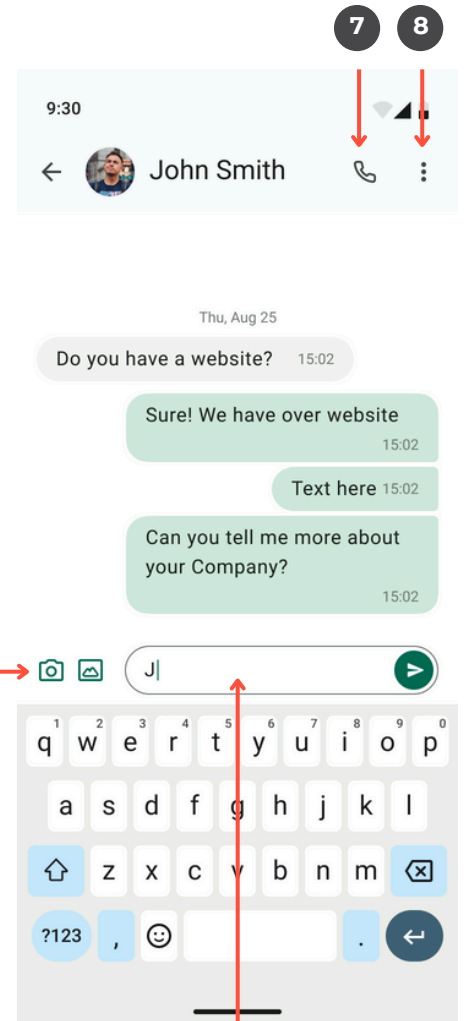 7 8
9:30
John Smith
Thu, Aug 25
Do you have a website? 15:02
Sure! We have over website
15:02
Text here 15:02
Can you tell me more about
your Company?
15:02
J
1 2 3 4 5 6 7 8 9 0
q w e r t y u i o p
a s d f g h j k l
z x c v b n m
?123 , .